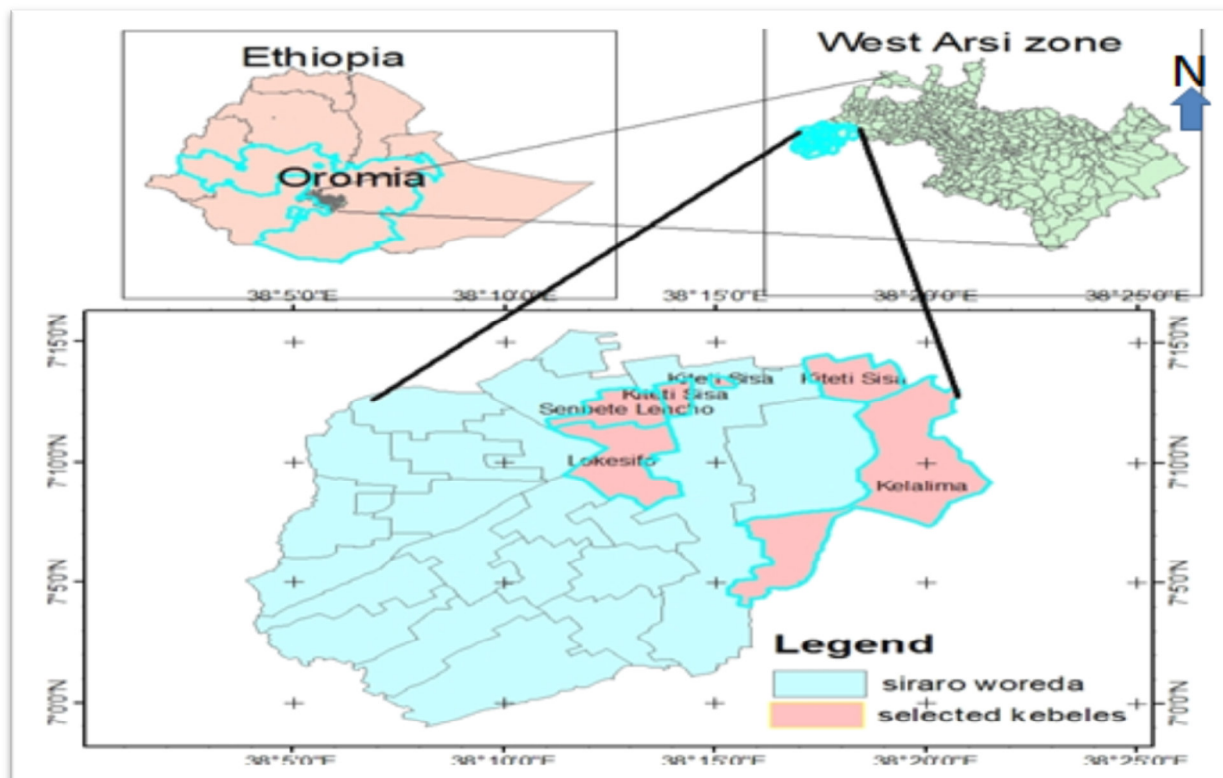 Ethiopia
West Arsi zone
N
Oromia
38°5'0"E 38°10'0"E 38°15'0"E 38°20'0"E 38°25'0"E
7°15'0"N 7°15'0"N
Kiteti Sisa Kiteti Sisa
Kiteti Sisa
Senbete Lencho
7°10'0"N Lokesifo 7°10'0"N
Kelalima
7°5'0"N 7°5'0"N
Legend
siraro woreda
selected kebeles
7°0'0"N 7°0'0"N
38°5'0"E 38°10'0"E 38°15'0"E 38°20'0"E 38°25'0"E